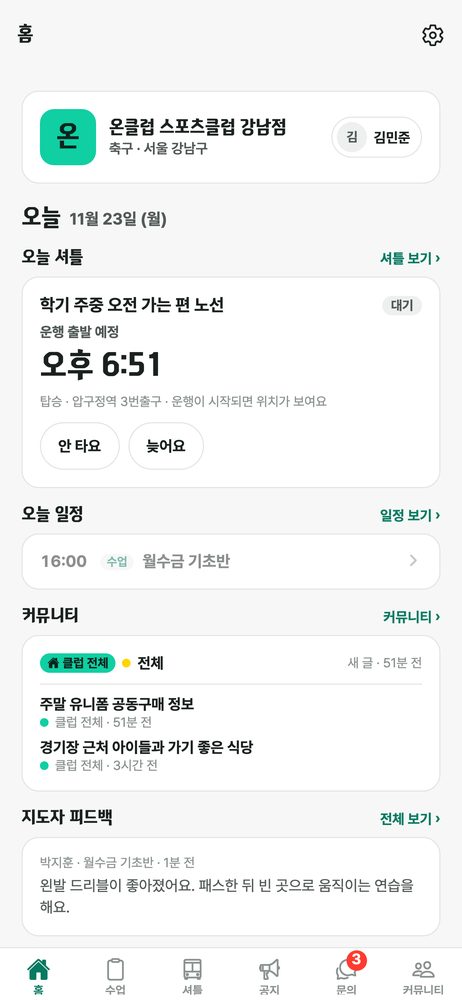 홈
온
온클럽 스포츠클럽 강남점
축구 · 서울 강남구
김 김민준
오늘 11월 23일 (월)
오늘 셔틀 셔틀 보기 ›
학기 주중 오전 가는 편 노선 대기
운행 출발 예정
오후 6:51
탑승 · 압구정역 3번출구 · 운행이 시작되면 위치가 보여요
안 타요 늦어요
오늘 일정 일정 보기 ›
16:00 수업 월수금 기초반
커뮤니티 커뮤니티 ›
클럽 전체 전체 새 글 · 51분 전
주말 유니폼 공동구매 정보
클럽 전체 · 51분 전
경기장 근처 아이들과 가기 좋은 식당
클럽 전체 · 3시간 전
지도자 피드백 전체 보기 ›
박지훈 · 월수금 기초반 · 1분 전
왼발 드리블이 좋아졌어요. 패스한 뒤 빈 곳으로 움직이는 연습을
해요.
3
홈 수업 셔틀 공지 문의 커뮤니티